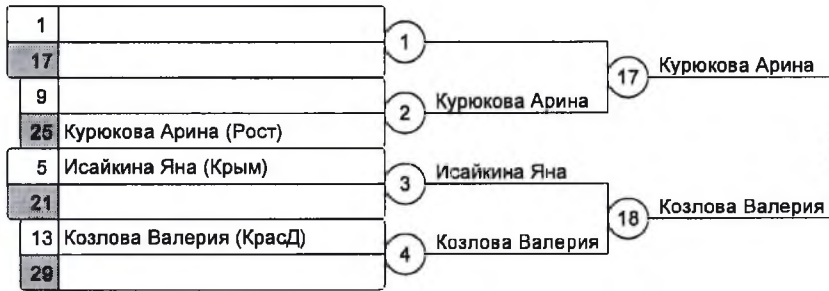 1
17
1
9
25 Курюкова Арина (Рост)
2 Курюкова Арина
17 Курюкова Арина
5 Исайкина Яна (Крым)
21
3 Исайкина Яна
13 Козлова Валерия (КрасД)
29
4 Козлова Валерия
18 Козлова Валерия